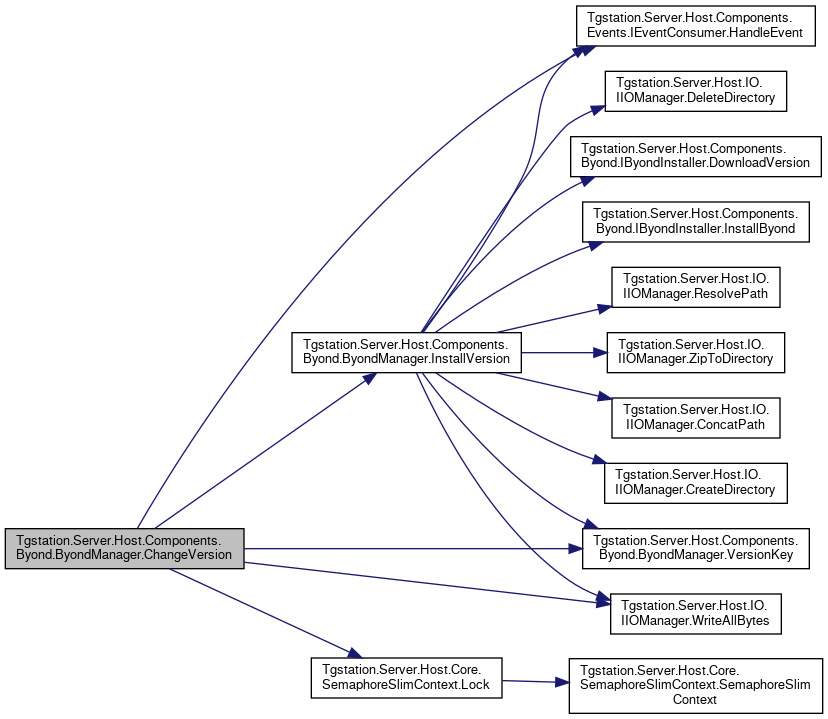 Tgstation.Server.Host.Components.
Events.IEventConsumer.HandleEvent
Tgstation.Server.Host.IO.
IIOManager.DeleteDirectory
Tgstation.Server.Host.Components.
Byond.IByondInstaller.DownloadVersion
Tgstation.Server.Host.Components.
Byond.IByondInstaller.InstallByond
Tgstation.Server.Host.IO.
IIOManager.ResolvePath
Tgstation.Server.Host.Components.
Byond.ByondManager.InstallVersion
Tgstation.Server.Host.IO.
IIOManager.ZipToDirectory
Tgstation.Server.Host.IO.
IIOManager.ConcatPath
Tgstation.Server.Host.IO.
IIOManager.CreateDirectory
Tgstation.Server.Host.Components.
Byond.ByondManager.ChangeVersion
Tgstation.Server.Host.Components.
Byond.ByondManager.VersionKey
Tgstation.Server.Host.IO.
IIOManager.WriteAllBytes
Tgstation.Server.Host.Core.
SemaphoreSlimContext.Lock
Tgstation.Server.Host.Core.
SemaphoreSlimContext.SemaphoreSlim
Context